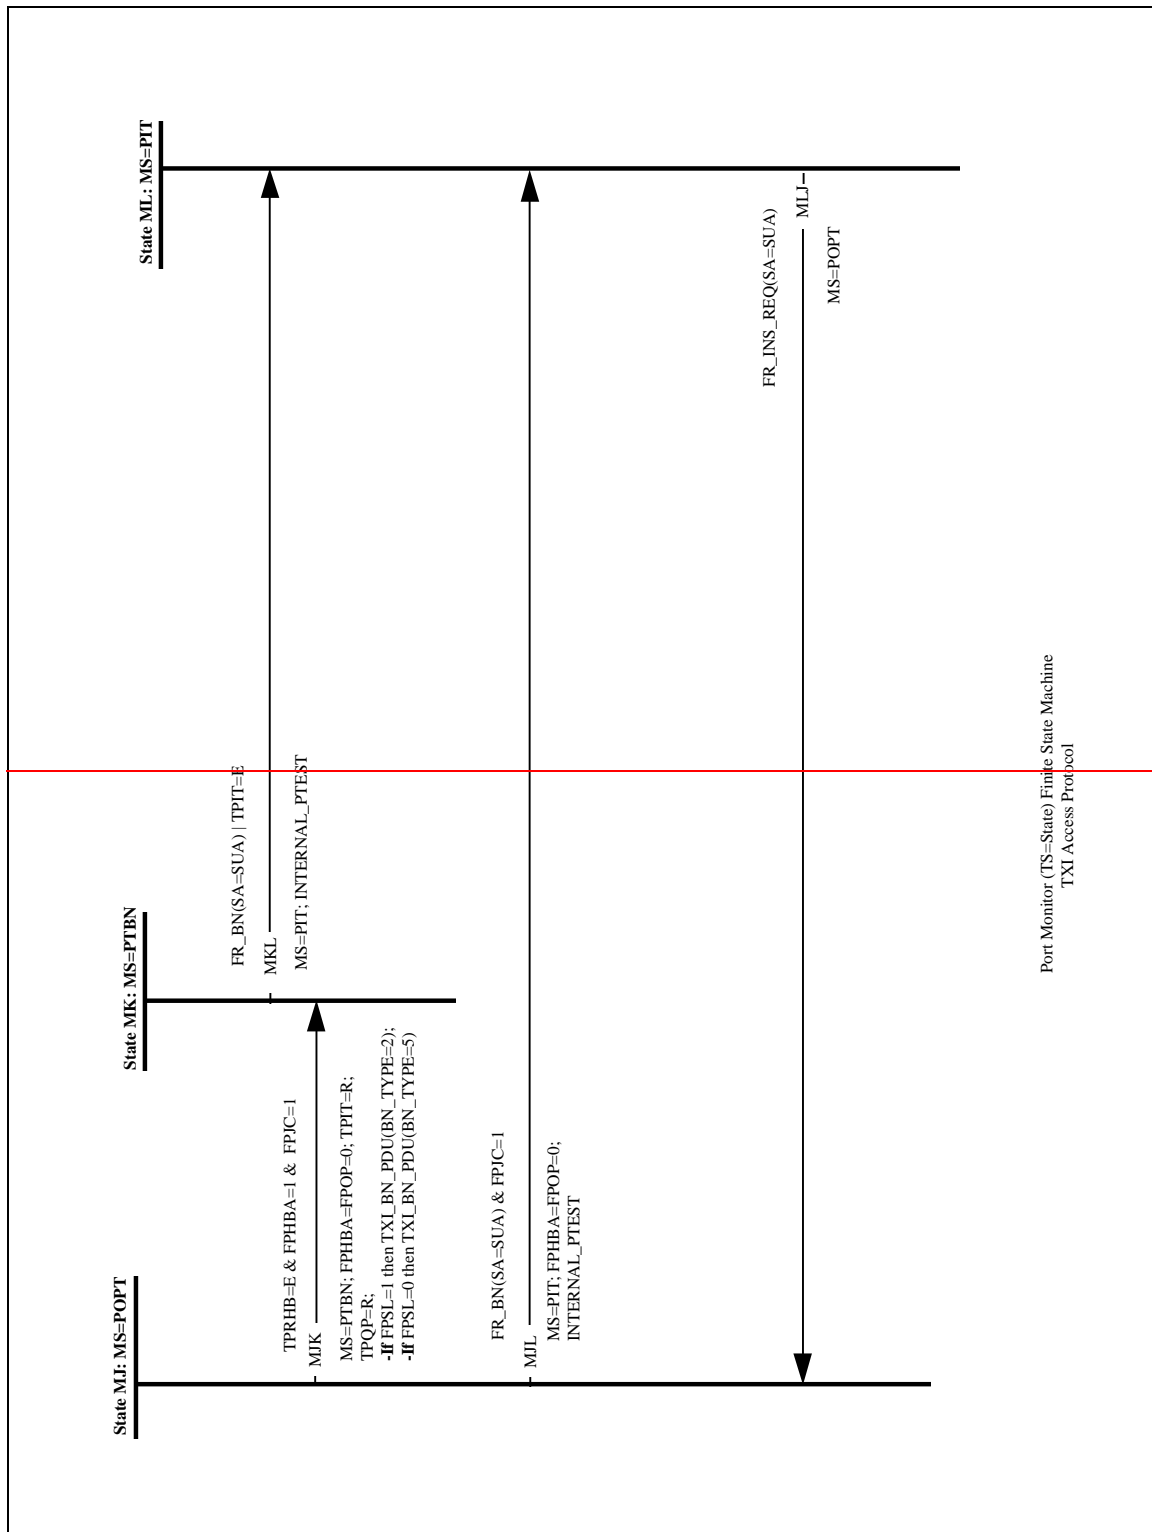 State MJ: MS=POPT
State MK: MS=PTBN
State ML: MS=PIT
FR_BN(SA=SUA) | TPIT=E
MKL
MS=PIT; INTERNAL_PTEST
TPRHB=E & FPHBA=1 & FPJC=1
MJK
MS=PTBN; FPHBA=FPOP=0; TPIT=R;
TPQP=R;
-If FPSL=1 then TXI_BN_PDU(BN_TYPE=2);
-If FPSL=0 then TXI_BN_PDU(BN_TYPE=5)
FR_BN(SA=SUA) & FPJC=1
MJL
MS=PIT; FPHBA=FPOP=0;
INTERNAL_PTEST
FR_INS_REQ(SA=SUA)
MLJ
MS=POPT
Port Monitor (TS=State) Finite State Machine
TXI Access Protocol